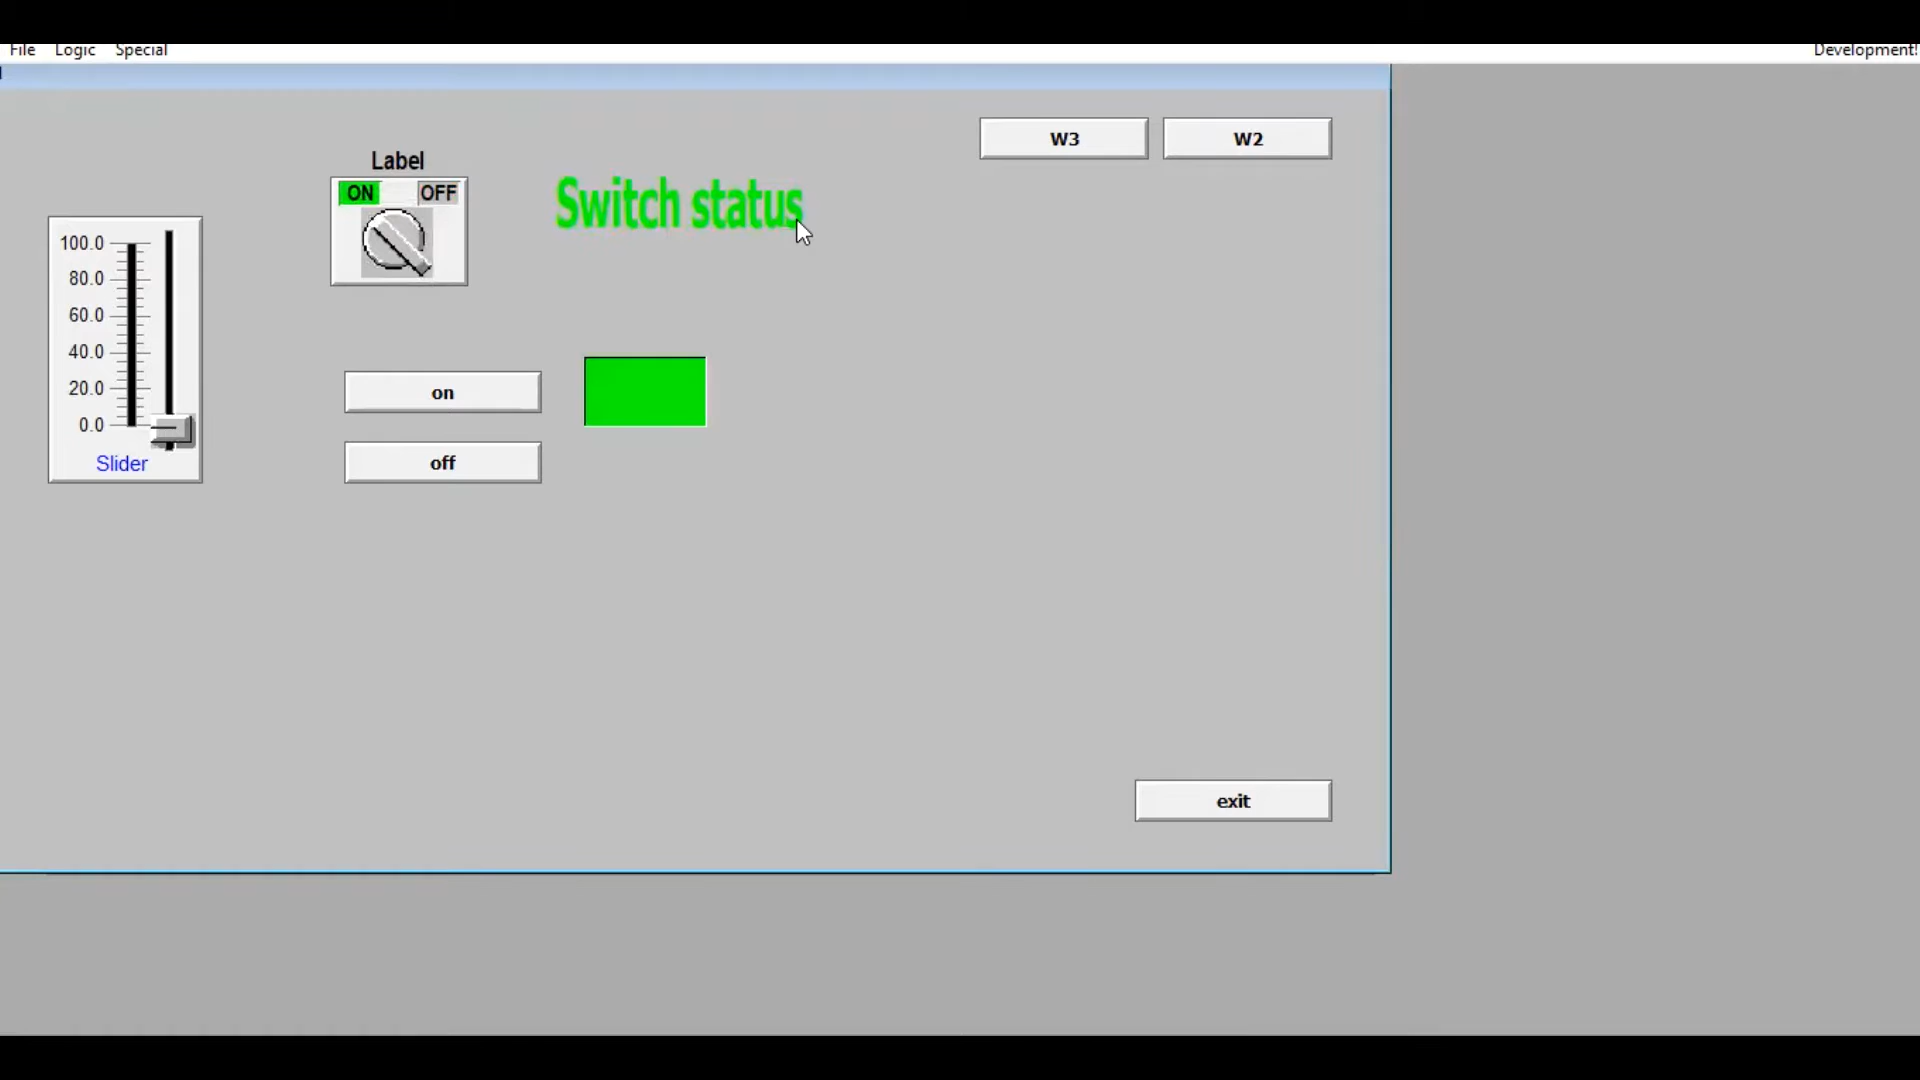 File Logic Special Development!
W3 W2
Label
ON OFF
Switch status
100.0
80.0
60.0
40.0
20.0
0.0
Slider
on
off
exit